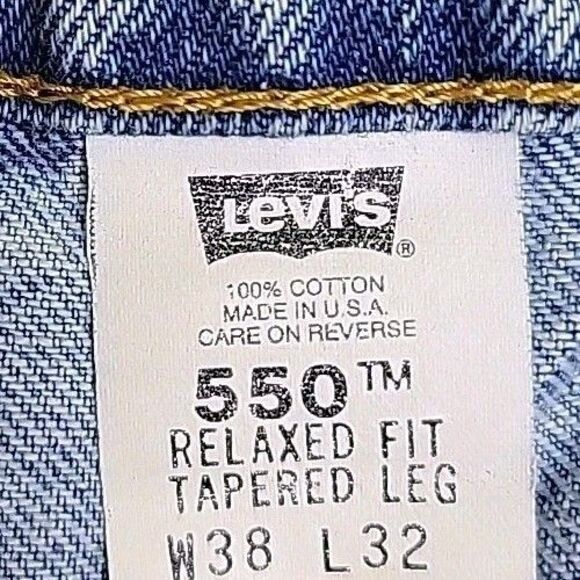 Levi's ®
100% COTTON
MADE IN U.S.A.
CARE ON REVERSE
550™
RELAXED FIT
TAPERED LEG
W38 L32